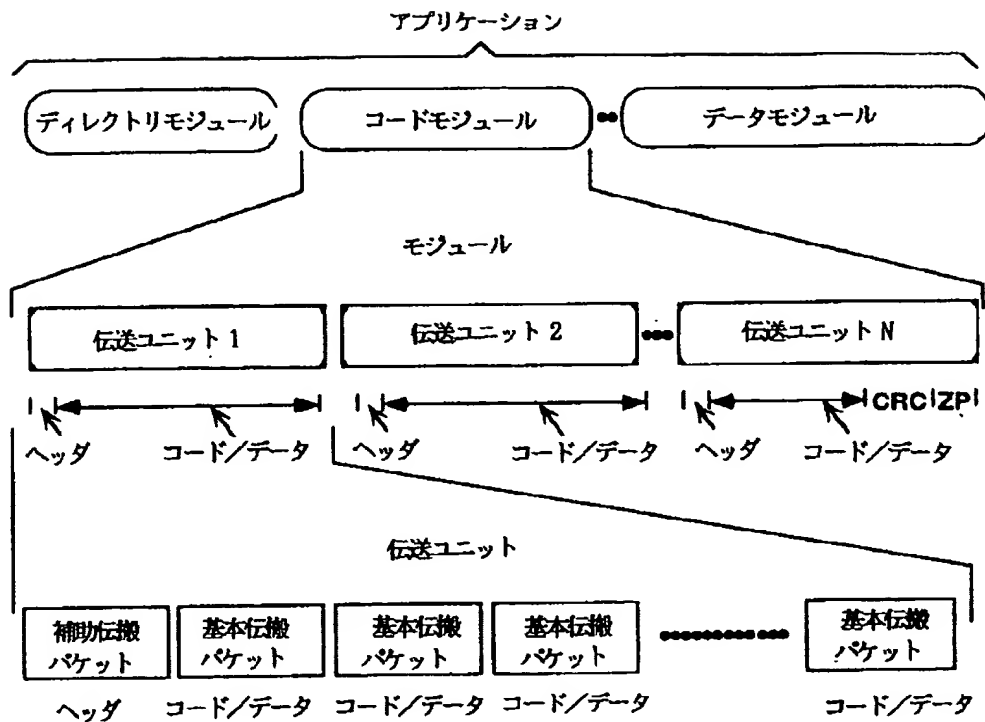 アプリケーション
ディレクトリモジュール コードモジュール データモジュール
モジュール
伝送ユニット 1 伝送ユニット 2 伝送ユニット N
CRC ZP
ヘッダ コード/データ ヘッダ コード/データ ヘッダ コード/データ
伝送ユニット
補助伝搬 基本伝搬 基本伝搬 基本伝搬 基本伝搬
パケット パケット パケット パケット パケット
ヘッダ コード/データ コード/データ コード/データ コード/データ